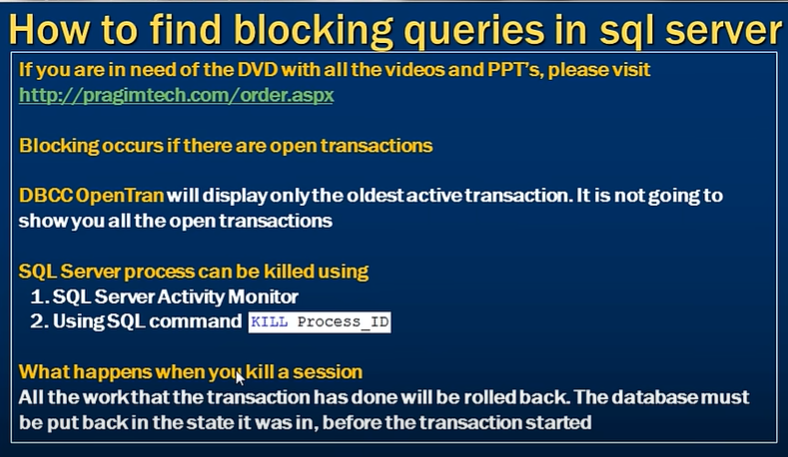 How to find blocking queries in sql server
If you are in need of the DVD with all the videos and PPT's, please visit
http://pragimtech.com/order.aspx
Blocking occurs if there are open transactions
DBCC OpenTran will display only the oldest active transaction. It is not going to
show you all the open transactions
SQL Server process can be killed using
1. SQL Server Activity Monitor
2. Using SQL command KILL Process_ID
What happens when you kill a session
All the work that the transaction has done will be rolled back. The database must
be put back in the state it was in, before the transaction started